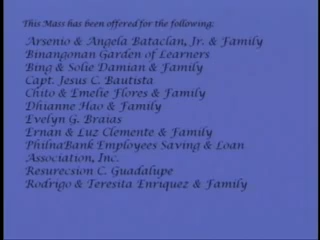 This Mass has been offered for the following:
Arsenio & Angela Bataclan, Jr. & Family
Binangonan Garden of Learners
Bing & Solie Damian & Family
Capt. Jesus C. Bautista
Chito & Emelie Flores & Family
Dhianne Hao & Family
Evelyn G. Braias
Ernan & Luz Clemente & Family
PhilnaBank Employees Saving & Loan
Association, Inc.
Resurecsion C. Guadalupe
Rodrigo & Teresita Enriquez & Family